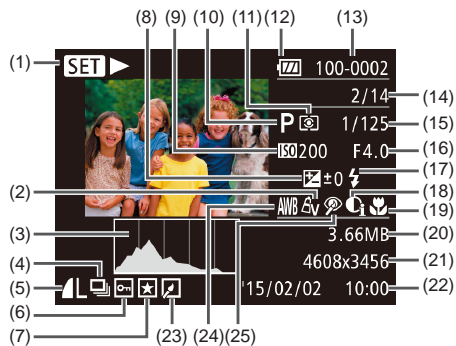 (8) (9) (10) (11) (12) (13)
(1) SET 100-0002
2/14 (14)
P 1/125 (15)
ISO200 F4.0 (16)
±0 (17)
(2) AWB Av i (18)
(19)
(3) 3.66MB (20)
(4) 4608x3456 (21)
(5) L '15/02/02 10:00 (22)
(6)
(7) (23) (24) (25)